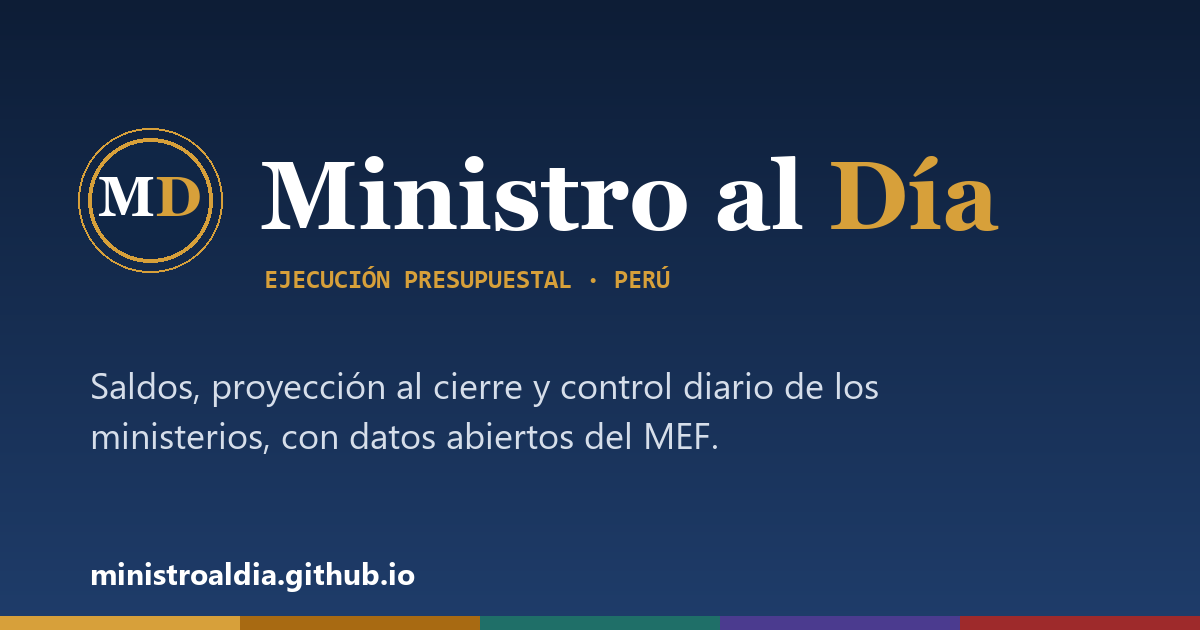 MD
Ministro al Día
EJECUCIÓN PRESUPUESTAL · PERÚ
Saldos, proyección al cierre y control diario de los
ministerios, con datos abiertos del MEF.
ministroaldia.github.io